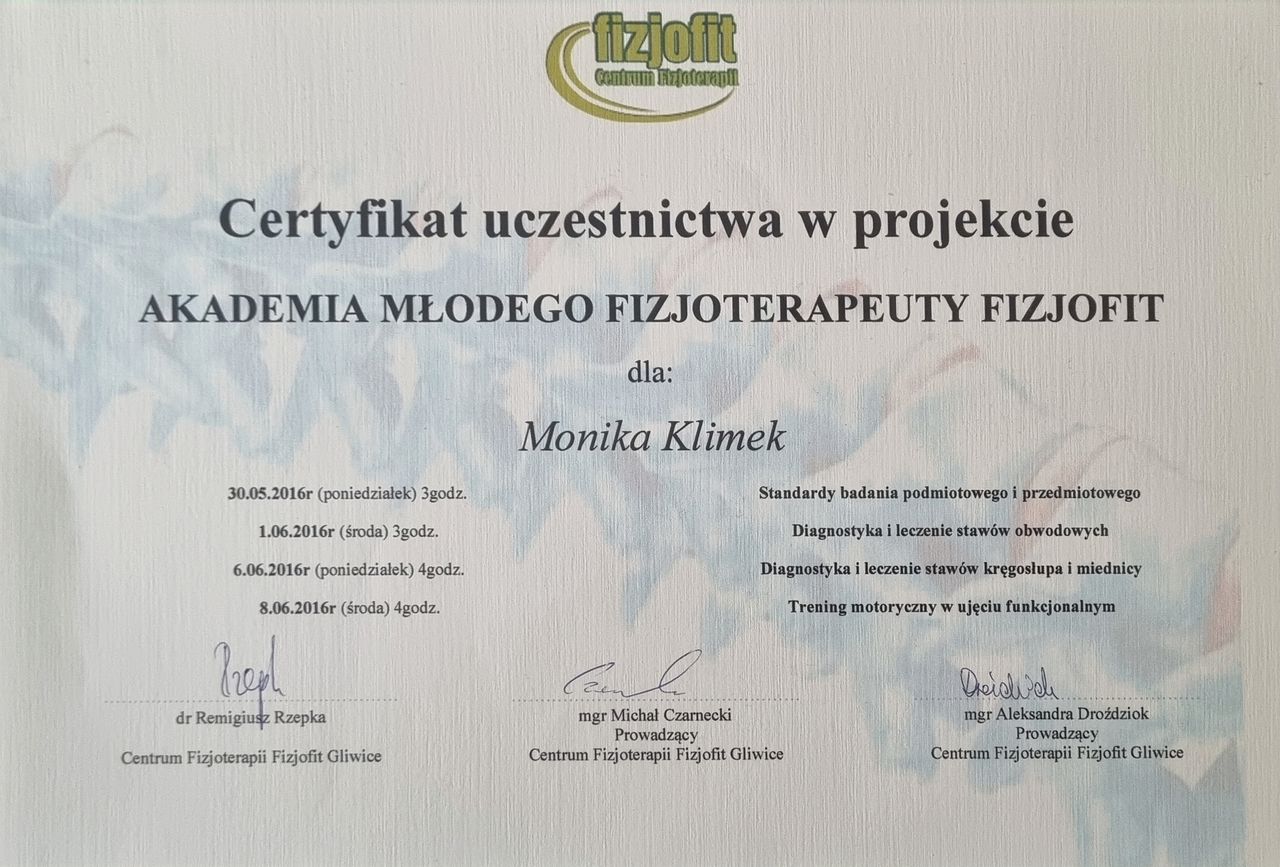 fizjofit
Centrum Fizjoterapii
Certyfikat uczestnictwa w projekcie
AKADEMIA MŁODEGO FIZJOTERAPEUTY FIZJOFIT
dla:
Monika Klimek
30.05.2016r (poniedziałek) 3godz. Standardy badania podmiotowego i przedmiotowego
1.06.2016r (środa) 3godz. Diagnostyka i leczenie stawów obwodowych
6.06.2016r (poniedziałek) 4godz. Diagnostyka i leczenie stawów kręgosłupa i miednicy
8.06.2016r (środa) 4godz. Trening motoryczny w ujęciu funkcjonalnym
dr Remigiusz Rzepka
Centrum Fizjoterapii Fizjofit Gliwice
mgr Michał Czarnecki
Prowadzący
Centrum Fizjoterapii Fizjofit Gliwice
mgr Aleksandra Droździok
Prowadzący
Centrum Fizjoterapii Fizjofit Gliwice